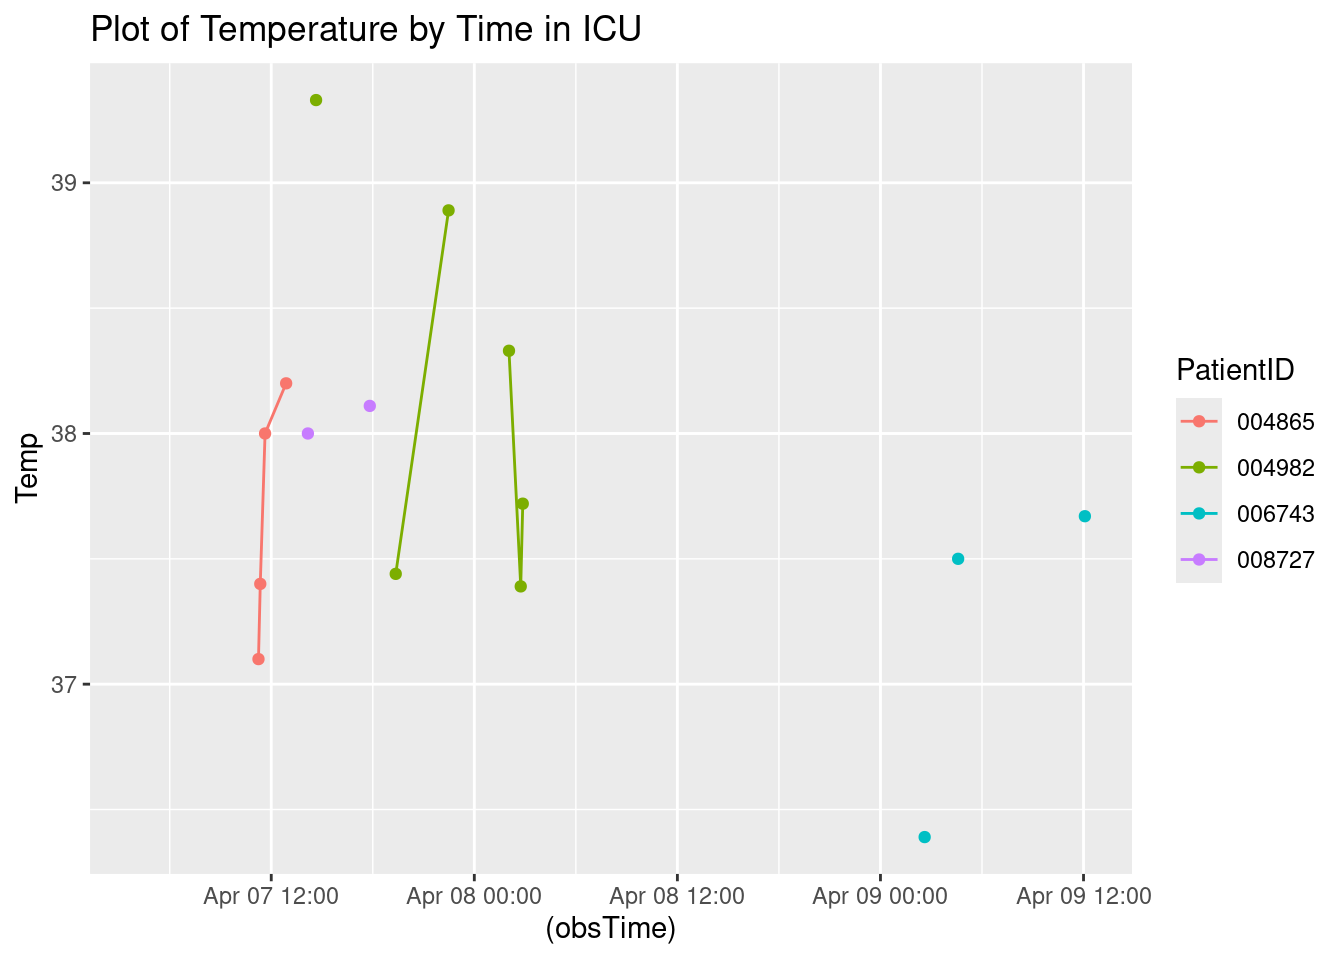 Plot of Temperature by Time in ICU
39
38
37
Temp
Apr 07 12:00
Apr 08 00:00
Apr 08 12:00
Apr 09 00:00
Apr 09 12:00
(obsTime)
PatientID
004865
004982
006743
008727